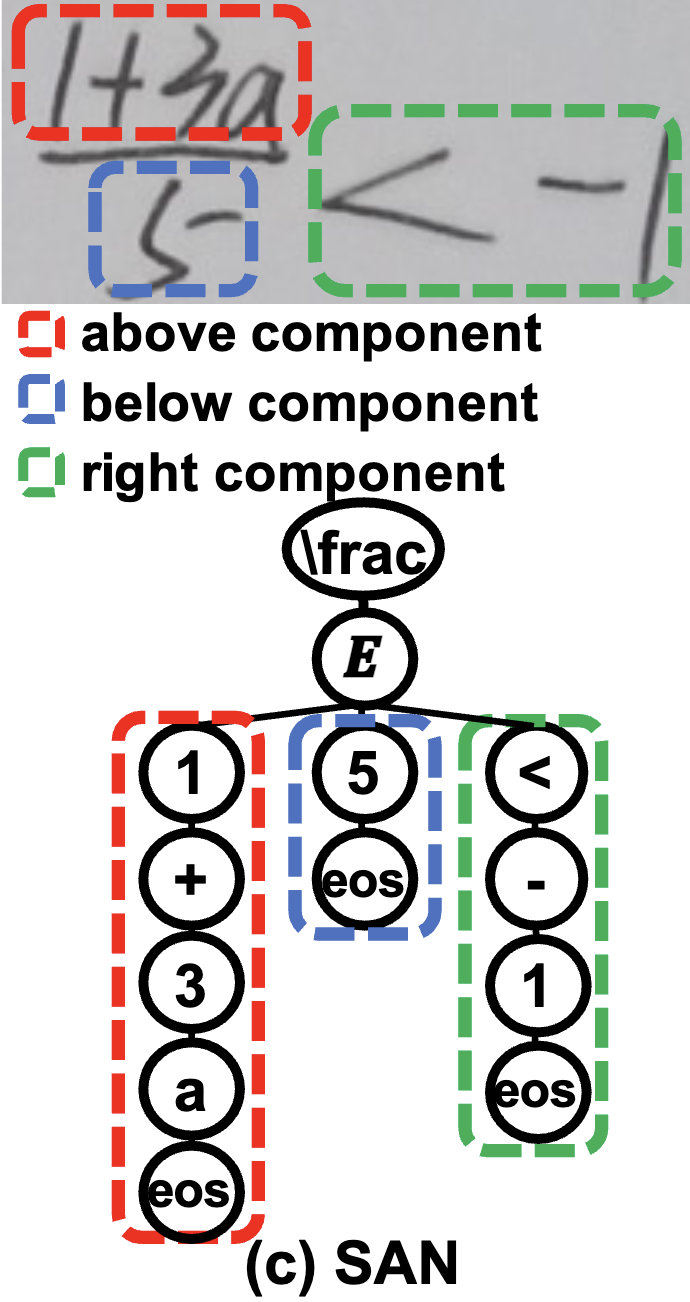 1+3a
5 < -1
above component
below component
right component
\frac
E
1 5 <
+ eos -
3 1
a eos
eos
(c) SAN